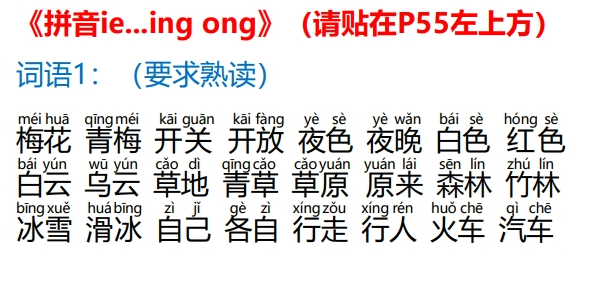 《拼音ie...ing ong》（请贴在P55左上方）
词语1：（要求熟读）
méi huā qīng méi kāi guān kāi fàng yè sè yè wǎn bái sè hóng sè
梅花 青梅 开关 开放 夜色 夜晚 白色 红色
bái yún wū yún cǎo dì qīng cǎo cǎo yuán yuán lái sēn lín zhú lín
白云 乌云 草地 青草 草原 原来 森林 竹林
bīng xuě huá bīng zì jǐ gè zì xíng zǒu xíng rén huǒ chē qì chē
冰雪 滑冰 自己 各自 行走 行人 火车 汽车